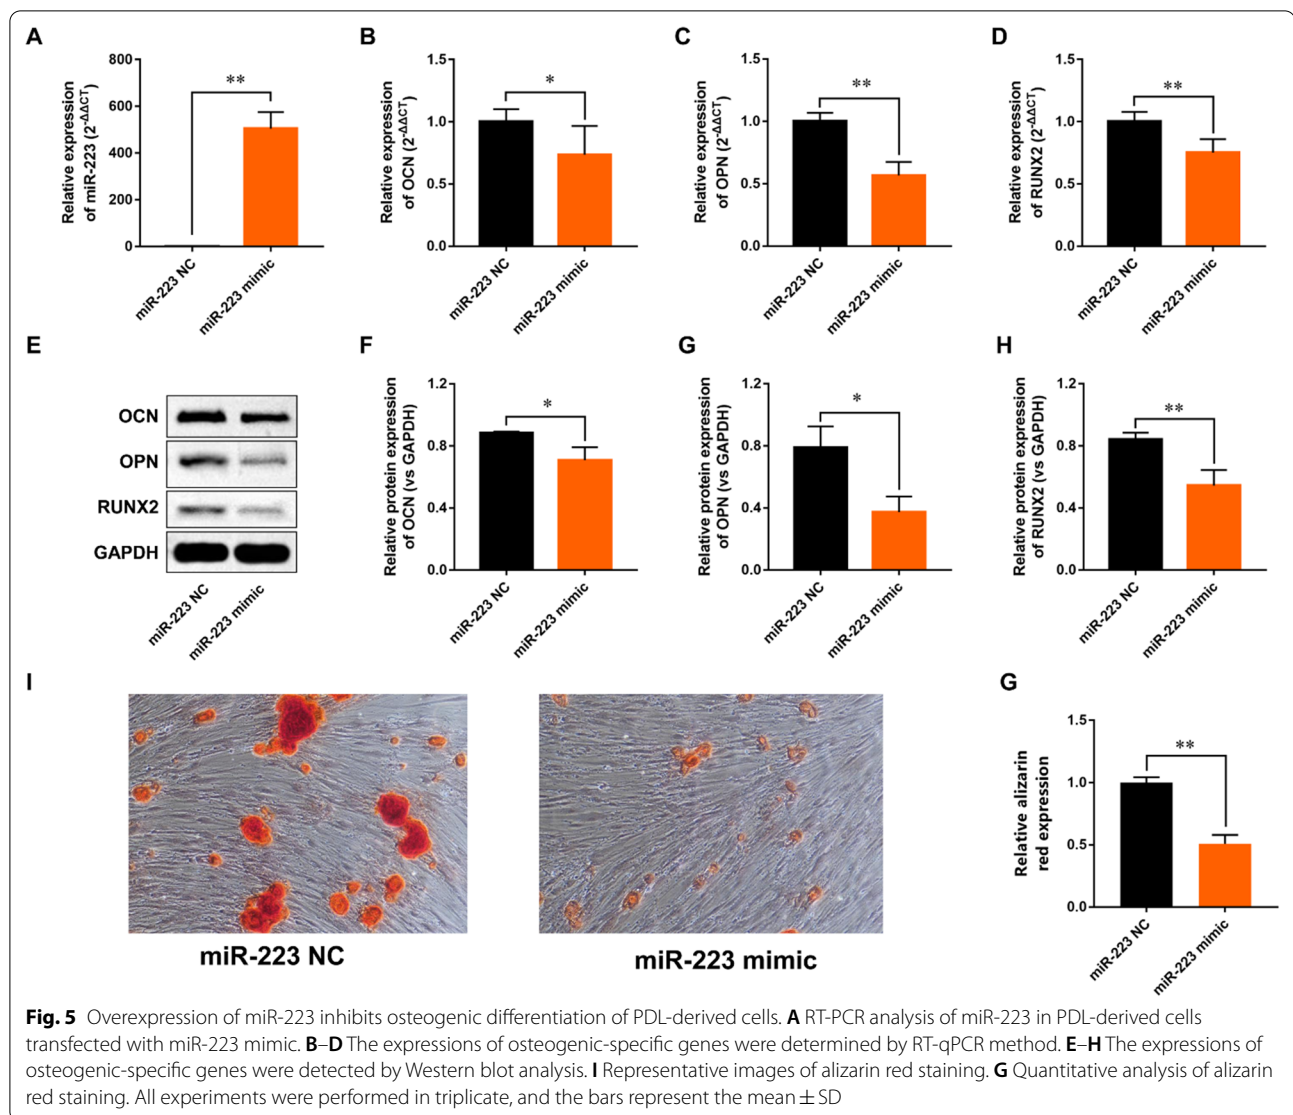 A
Relative expression
of miR-223 (2-ΔΔCT)
800
600
400
200
0
**
miR-223 NC
miR-223 mimic
B
Relative expression
of OCN (2-ΔΔCT)
1.5
1.0
0.5
0.0
*
miR-223 NC
miR-223 mimic
C
Relative expression
of OPN (2-ΔΔCT)
1.5
1.0
0.5
0.0
**
miR-223 NC
miR-223 mimic
D
Relative expression
of RUNX2 (2-ΔΔCT)
1.5
1.0
0.5
0.0
**
miR-223 NC
miR-223 mimic
E
OCN
OPN
RUNX2
GAPDH
miR-223 NC
miR-223 mimic
F
Relative protein expression
of OCN (vs GAPDH)
1.2
0.8
0.4
0.0
*
miR-223 NC
miR-223 mimic
G
Relative protein expression
of OPN (vs GAPDH)
1.2
0.8
0.4
0.0
*
miR-223 NC
miR-223 mimic
H
Relative protein expression
of RUNX2 (vs GAPDH)
1.2
0.8
0.4
0.0
**
miR-223 NC
miR-223 mimic
I
miR-223 NC
miR-223 mimic
G
Relative alizarin
red expression
1.5
1.0
0.5
0.0
**
miR-223 NC
miR-223 mimic
Fig. 5 Overexpression of miR-223 inhibits osteogenic differentiation of PDL-derived cells. A RT-PCR analysis of miR-223 in PDL-derived cells
transfected with miR-223 mimic. B–D The expressions of osteogenic-specific genes were determined by RT-qPCR method. E–H The expressions of
osteogenic-specific genes were detected by Western blot analysis. I Representative images of alizarin red staining. G Quantitative analysis of alizarin
red staining. All experiments were performed in triplicate, and the bars represent the mean ± SD